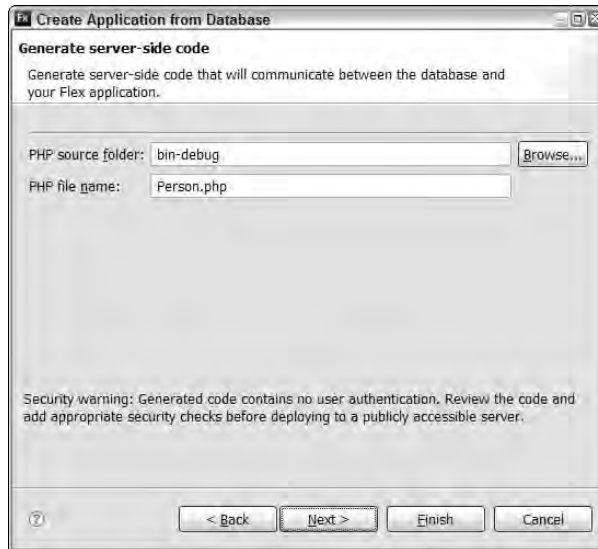 Fx Create Application from Database
Generate server-side code
Generate server-side code that will communicate between the database and
your Flex application.
PHP source folder: bin-debug Browse...
PHP file name: Person.php
Security warning: Generated code contains no user authentication. Review the code and
add appropriate security checks before deploying to a publicly accessible server.
? < Back Next > Finish Cancel